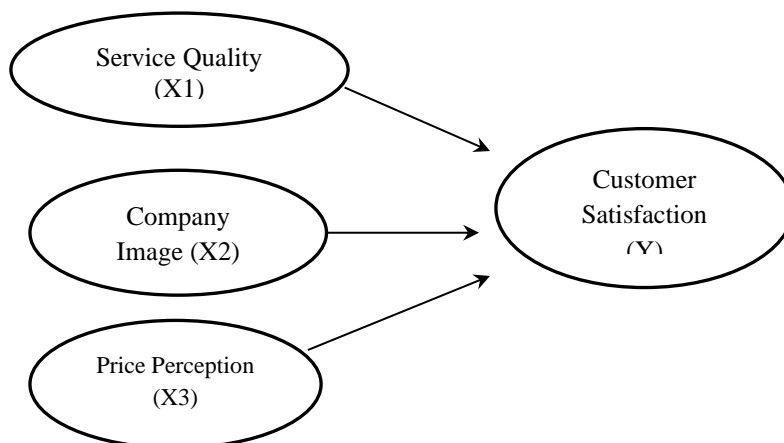 Service Quality
(X1)
Company
Image (X2)
Price Perception
(X3)
Customer
Satisfaction
(Y)